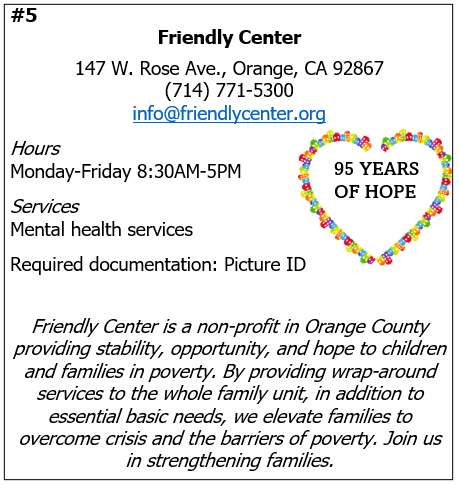 #5
Friendly Center
147 W. Rose Ave., Orange, CA 92867
(714) 771-5300
info@friendlycenter.org
Hours
Monday-Friday 8:30AM-5PM
95 YEARS
OF HOPE
Services
Mental health services
Required documentation: Picture ID
Friendly Center is a non-profit in Orange County
providing stability, opportunity, and hope to children
and families in poverty. By providing wrap-around
services to the whole family unit, in addition to
essential basic needs, we elevate families to
overcome crisis and the barriers of poverty. Join us
in strengthening families.